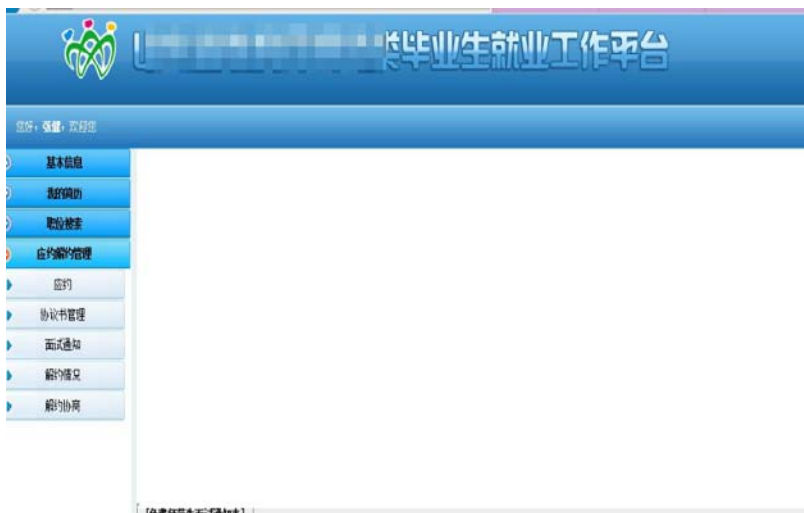 类毕业生就业工作平台
您好，张健，欢迎您
基本信息
我的简历
职位搜索
应约解约管理
应约
协议书管理
面试通知
解约情况
解约协商